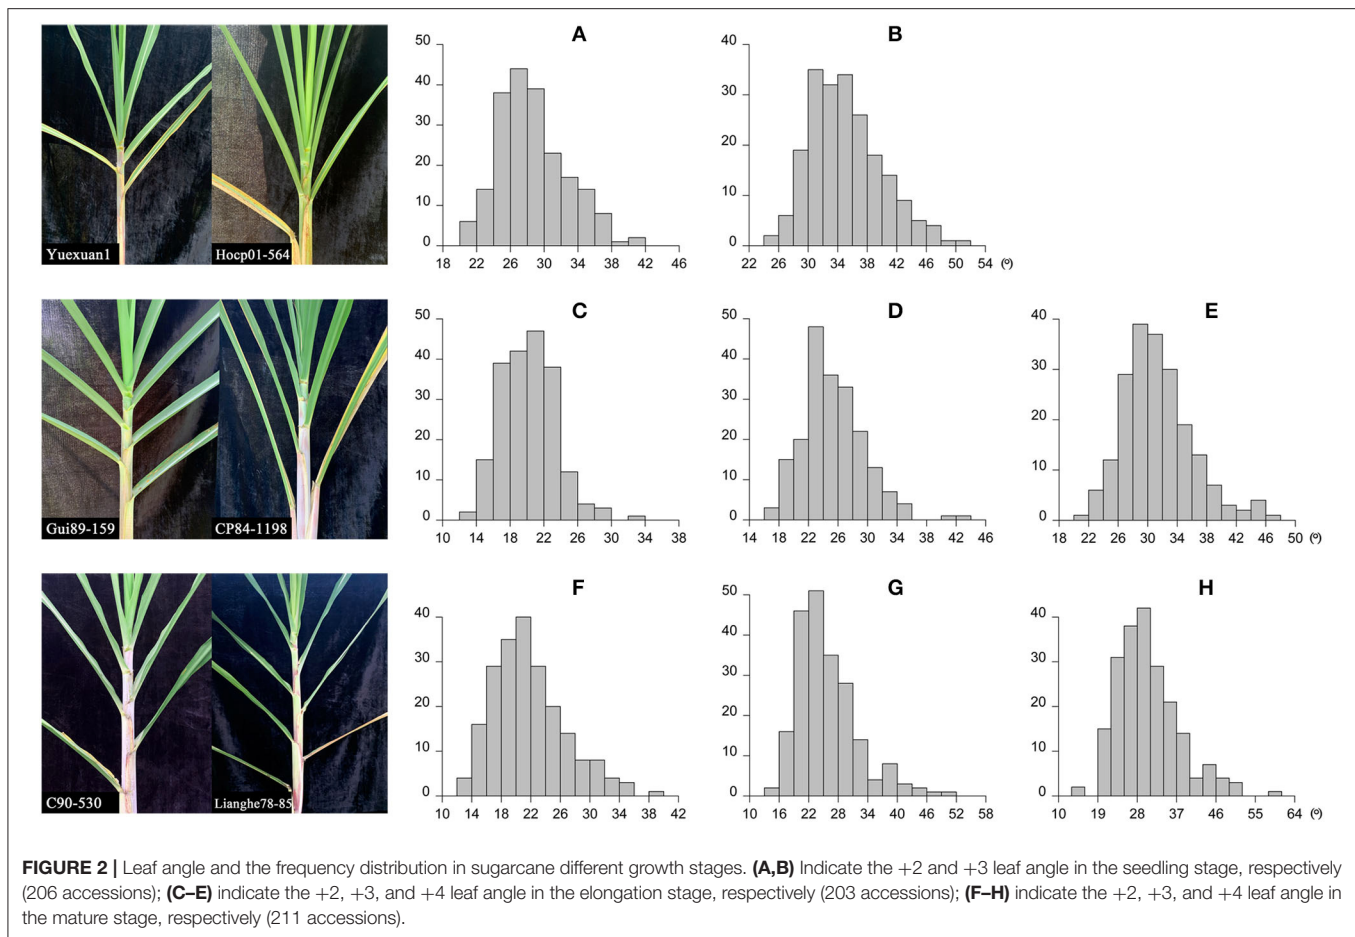 A
B
50
40
30
20
10
0
18 22 26 30 34 38 42 46
40
30
20
10
0
22 26 30 34 38 42 46 50 54 (º)
Yuexuan1
Hocp01-564
C
D
E
50
40
30
20
10
0
10 14 18 22 26 30 34 38
50
40
30
20
10
0
14 18 22 26 30 34 38 42 46
40
30
20
10
0
18 22 26 30 34 38 42 46 50 (º)
Gui89-159
CP84-1198
F
G
H
40
30
20
10
0
10 14 18 22 26 30 34 38 42
50
40
30
20
10
0
10 16 22 28 34 40 46 52 58
40
30
20
10
0
10 19 28 37 46 55 64 (º)
C90-530
Lianghe78-85
FIGURE 2 | Leaf angle and the frequency distribution in sugarcane different growth stages. (A,B) Indicate the +2 and +3 leaf angle in the seedling stage, respectively
(206 accessions); (C–E) indicate the +2, +3, and +4 leaf angle in the elongation stage, respectively (203 accessions); (F–H) indicate the +2, +3, and +4 leaf angle in
the mature stage, respectively (211 accessions).